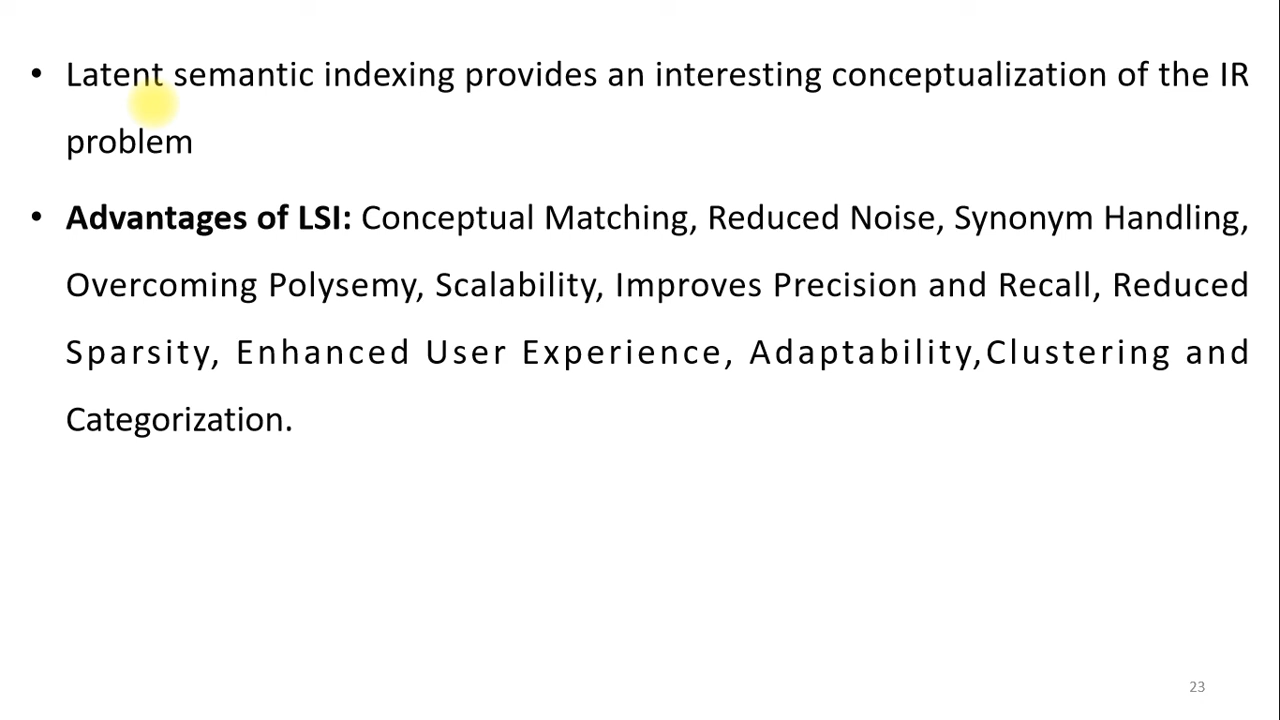 • Latent semantic indexing provides an interesting conceptualization of the IR
problem
• Advantages of LSI: Conceptual Matching, Reduced Noise, Synonym Handling,
Overcoming Polysemy, Scalability, Improves Precision and Recall, Reduced
Sparsity, Enhanced User Experience, Adaptability,Clustering and
Categorization.
23